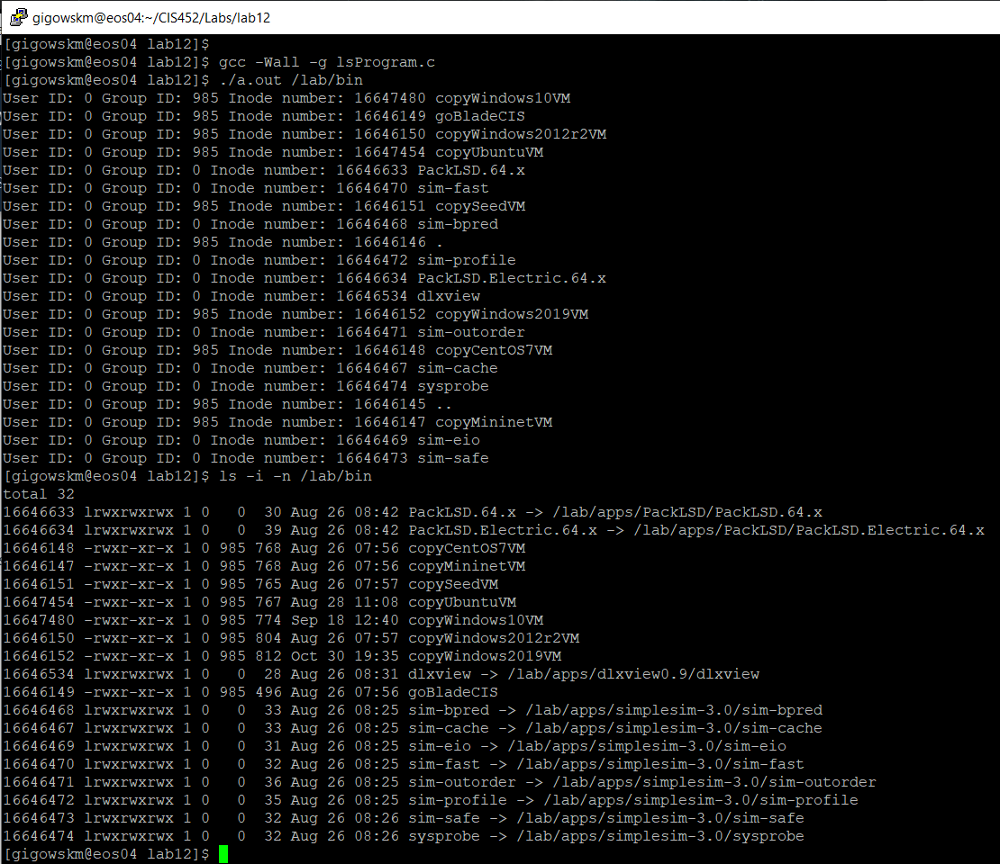 gigowskm@eos04:~/CIS452/Labs/lab12
[gigowskm@eos04 lab12]$
[gigowskm@eos04 lab12]$ gcc -Wall -g lsProgram.c
[gigowskm@eos04 lab12]$ ./a.out /lab/bin
User ID: 0 Group ID: 985 Inode number: 16647480 copyWindows10VM
User ID: 0 Group ID: 985 Inode number: 16646149 goBladeCIS
User ID: 0 Group ID: 985 Inode number: 16646150 copyWindows2012r2VM
User ID: 0 Group ID: 985 Inode number: 16647454 copyUbuntuVM
User ID: 0 Group ID: 0 Inode number: 16646633 PackLSD.64.x
User ID: 0 Group ID: 0 Inode number: 16646470 sim-fast
User ID: 0 Group ID: 985 Inode number: 16646151 copySeedVM
User ID: 0 Group ID: 0 Inode number: 16646468 sim-bpred
User ID: 0 Group ID: 985 Inode number: 16646146 .
User ID: 0 Group ID: 0 Inode number: 16646472 sim-profile
User ID: 0 Group ID: 0 Inode number: 16646634 PackLSD.Electric.64.x
User ID: 0 Group ID: 0 Inode number: 16646534 dlxview
User ID: 0 Group ID: 985 Inode number: 16646152 copyWindows2019VM
User ID: 0 Group ID: 0 Inode number: 16646471 sim-outorder
User ID: 0 Group ID: 985 Inode number: 16646148 copyCentOS7VM
User ID: 0 Group ID: 0 Inode number: 16646467 sim-cache
User ID: 0 Group ID: 0 Inode number: 16646474 sysprobe
User ID: 0 Group ID: 985 Inode number: 16646145 ..
User ID: 0 Group ID: 985 Inode number: 16646147 copyMininetVM
User ID: 0 Group ID: 0 Inode number: 16646469 sim-eio
User ID: 0 Group ID: 0 Inode number: 16646473 sim-safe
[gigowskm@eos04 lab12]$ ls -i -n /lab/bin
total 32
16646633 lrwxrwxrwx 1 0   0  30 Aug 26 08:42 PackLSD.64.x -> /lab/apps/PackLSD/PackLSD.64.x
16646634 lrwxrwxrwx 1 0   0  39 Aug 26 08:42 PackLSD.Electric.64.x -> /lab/apps/PackLSD/PackLSD.Electric.64.x
16646148 -rwxr-xr-x 1 0 985 768 Aug 26 07:56 copyCentOS7VM
16646147 -rwxr-xr-x 1 0 985 768 Aug 26 07:56 copyMininetVM
16646151 -rwxr-xr-x 1 0 985 765 Aug 26 07:57 copySeedVM
16647454 -rwxr-xr-x 1 0 985 767 Aug 28 11:08 copyUbuntuVM
16647480 -rwxr-xr-x 1 0 985 774 Sep 18 12:40 copyWindows10VM
16646150 -rwxr-xr-x 1 0 985 804 Aug 26 07:57 copyWindows2012r2VM
16646152 -rwxr-xr-x 1 0 985 812 Oct 30 19:35 copyWindows2019VM
16646534 lrwxrwxrwx 1 0   0  28 Aug 26 08:31 dlxview -> /lab/apps/dlxview0.9/dlxview
16646149 -rwxr-xr-x 1 0 985 496 Aug 26 07:56 goBladeCIS
16646468 lrwxrwxrwx 1 0   0  33 Aug 26 08:25 sim-bpred -> /lab/apps/simplesim-3.0/sim-bpred
16646467 lrwxrwxrwx 1 0   0  33 Aug 26 08:25 sim-cache -> /lab/apps/simplesim-3.0/sim-cache
16646469 lrwxrwxrwx 1 0   0  31 Aug 26 08:25 sim-eio -> /lab/apps/simplesim-3.0/sim-eio
16646470 lrwxrwxrwx 1 0   0  32 Aug 26 08:25 sim-fast -> /lab/apps/simplesim-3.0/sim-fast
16646471 lrwxrwxrwx 1 0   0  36 Aug 26 08:25 sim-outorder -> /lab/apps/simplesim-3.0/sim-outorder
16646472 lrwxrwxrwx 1 0   0  35 Aug 26 08:25 sim-profile -> /lab/apps/simplesim-3.0/sim-profile
16646473 lrwxrwxrwx 1 0   0  32 Aug 26 08:26 sim-safe -> /lab/apps/simplesim-3.0/sim-safe
16646474 lrwxrwxrwx 1 0   0  32 Aug 26 08:26 sysprobe -> /lab/apps/simplesim-3.0/sysprobe
[gigowskm@eos04 lab12]$